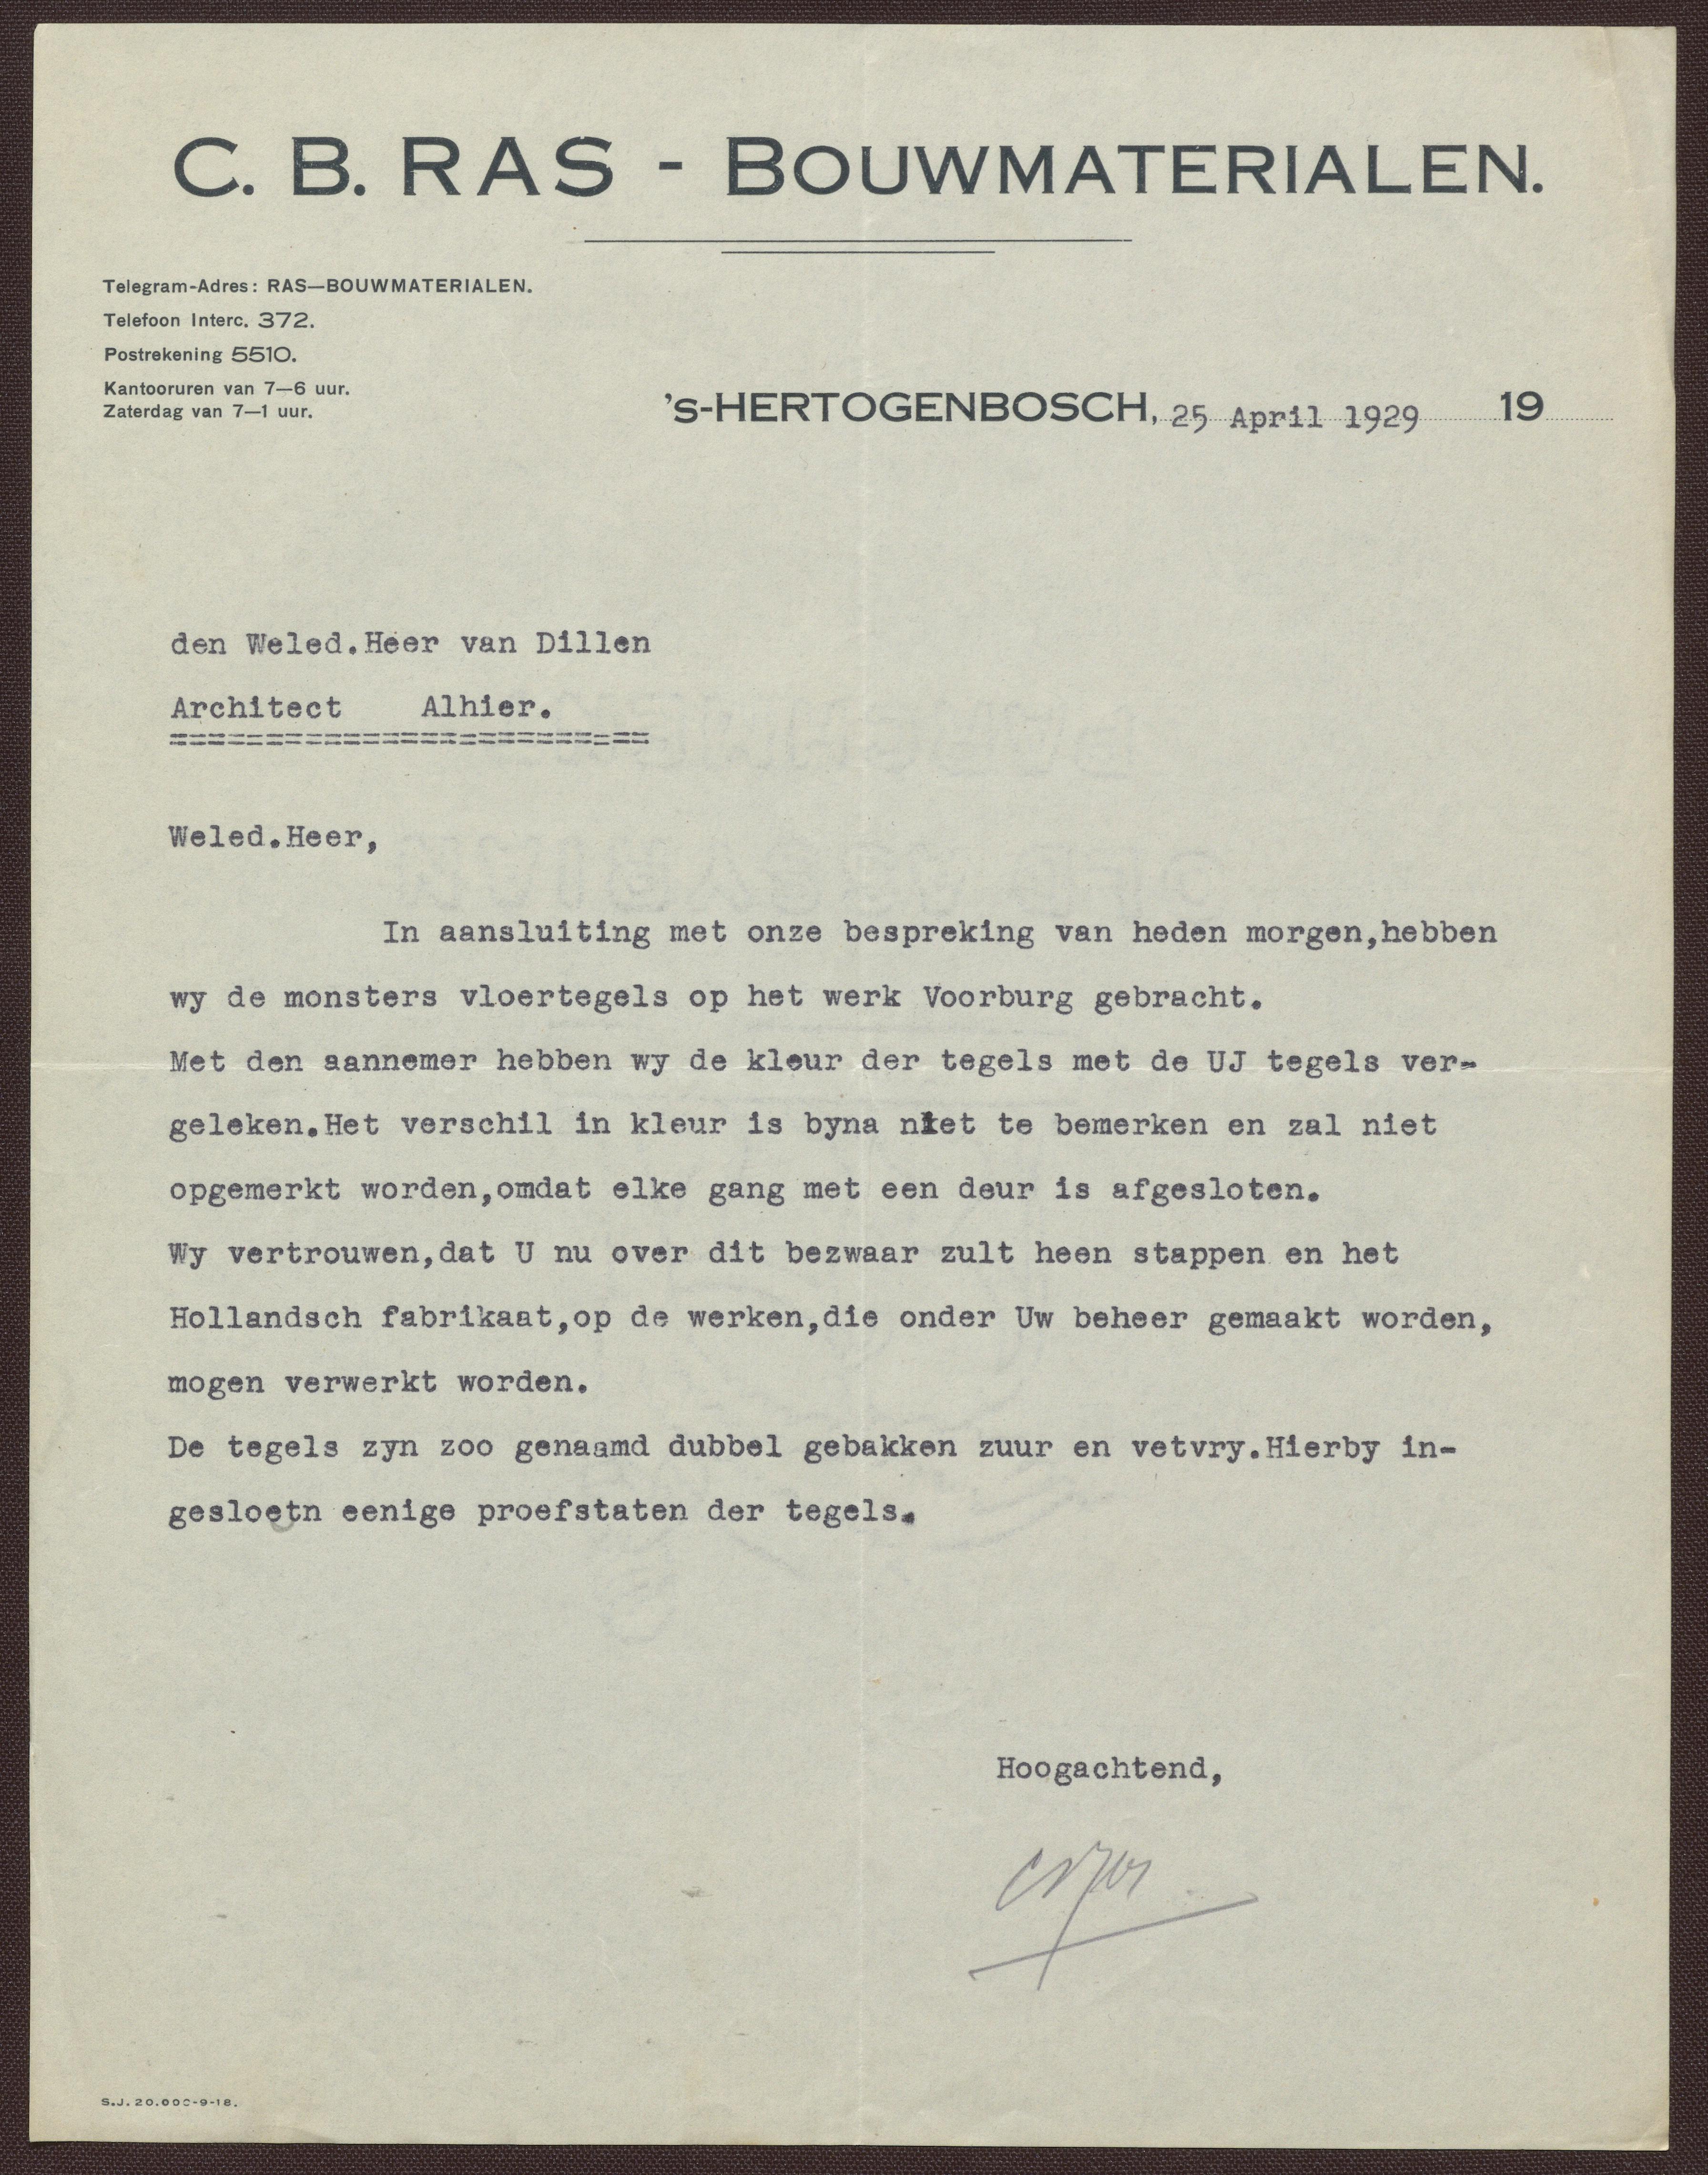 C. B. RAS - BOUWMATERIALEN.
Telegram-Adres: RAS—BOUWMATERIALEN.
Telefoon Interc. 372.
Postrekening 5510.
Kantooruren van 7—6 uur.
Zaterdag van 7—1 uur.
's-HERTOGENBOSCH, 25 April 1929 19
den Weled.Heer van Dillen
Architect Alhier.
=========================
Weled.Heer,
In aansluiting met onze bespreking van heden morgen,hebben
wy de monsters vloertegels op het werk Voorburg gebracht.
Met den aannemer hebben wy de kleur der tegels met de UJ tegels ver-
geleken.Het verschil in kleur is byna niet te bemerken en zal niet
opgemerkt worden,omdat elke gang met een deur is afgesloten.
Wy vertrouwen,dat U nu over dit bezwaar zult heen stappen en het
Hollandsch fabrikaat,op de werken,die onder Uw beheer gemaakt worden,
mogen verwerkt worden.
De tegels zyn zoo genaamd dubbel gebakken zuur en vetvry.Hierby in-
gesloetn eenige proefstaten der tegels.
Hoogachtend,
S.J. 20.000-9-18.